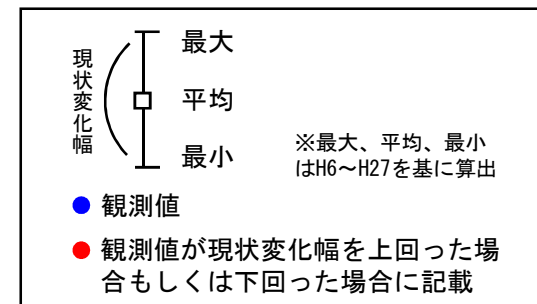 現状変化幅
最大
平均
最小
※最大、平均、最小
はH6～H27を基に算出
観測値
観測値が現状変化幅を上回った場
合もしくは下回った場合に記載